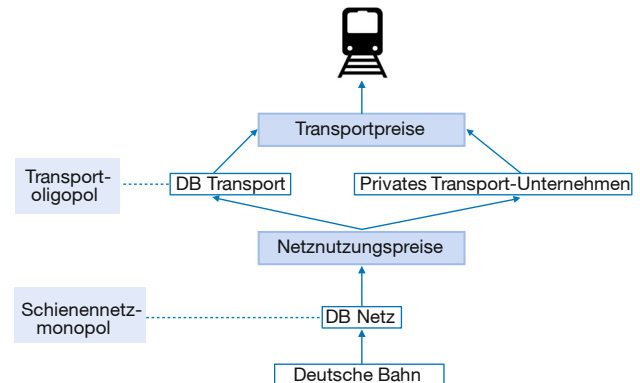 Transportpreise
Transport-
oligopol
DB Transport
Privates Transport-Unternehmen
Netznutzungspreise
Schienennetz-
monopol
DB Netz
Deutsche Bahn